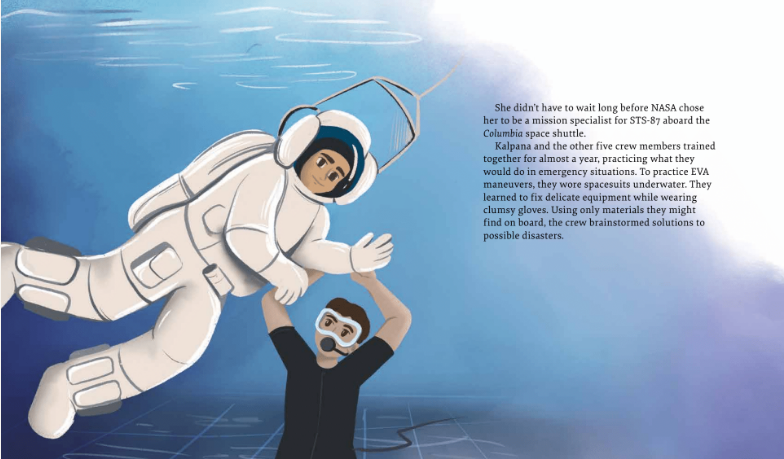 She didn't have to wait long before NASA chose
her to be a mission specialist for STS-87 aboard the
Columbia space shuttle.
Kalpana and the other five crew members trained
together for almost a year, practicing what they
would do in emergency situations. To practice EVA
maneuvers, they wore spacesuits underwater. They
learned to fix delicate equipment while wearing
clumsy gloves. Using only materials they might
find on board, the crew brainstormed solutions to
possible disasters.